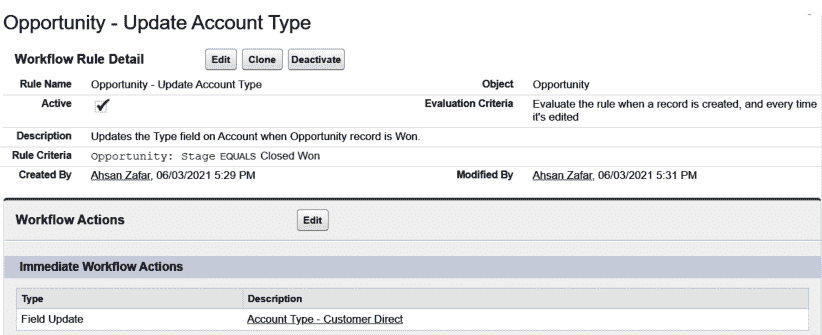 Opportunity - Update Account Type
Workflow Rule Detail Edit Clone Deactivate
Rule Name Opportunity - Update Account Type Object Opportunity
Active Evaluation Criteria Evaluate the rule when a record is created, and every time
it's edited
Description Updates the Type field on Account when Opportunity record is Won.
Rule Criteria Opportunity: Stage EQUALS Closed Won
Created By Ahsan Zafar, 06/03/2021 5:29 PM Modified By Ahsan Zafar, 06/03/2021 5:31 PM
Workflow Actions Edit
Immediate Workflow Actions
Type Description
Field Update Account Type - Customer Direct